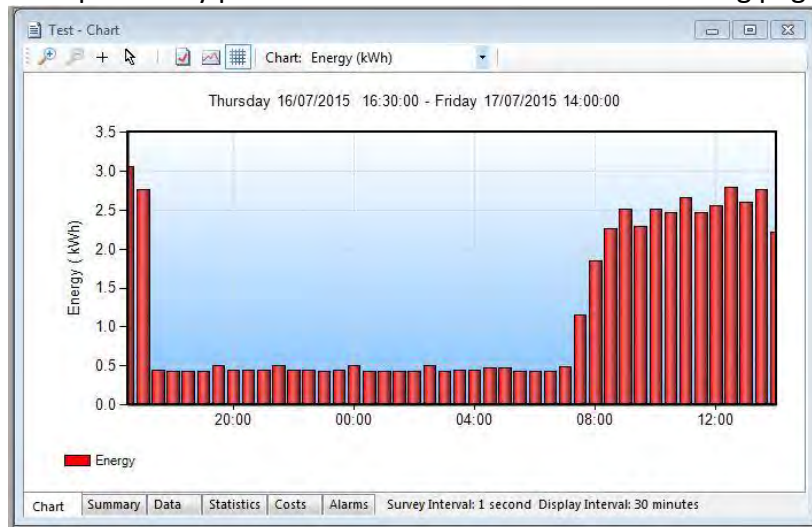 Test - Chart
Chart: Energy (kWh)
Thursday 16/07/2015 16:30:00 - Friday 17/07/2015 14:00:00
3.5
3.0
2.5
2.0
1.5
1.0
0.5
0.0
Energy ( kWh)
20:00 00:00 04:00 08:00 12:00
Energy
Chart Summary Data Statistics Costs Alarms Survey Interval: 1 second Display Interval: 30 minutes